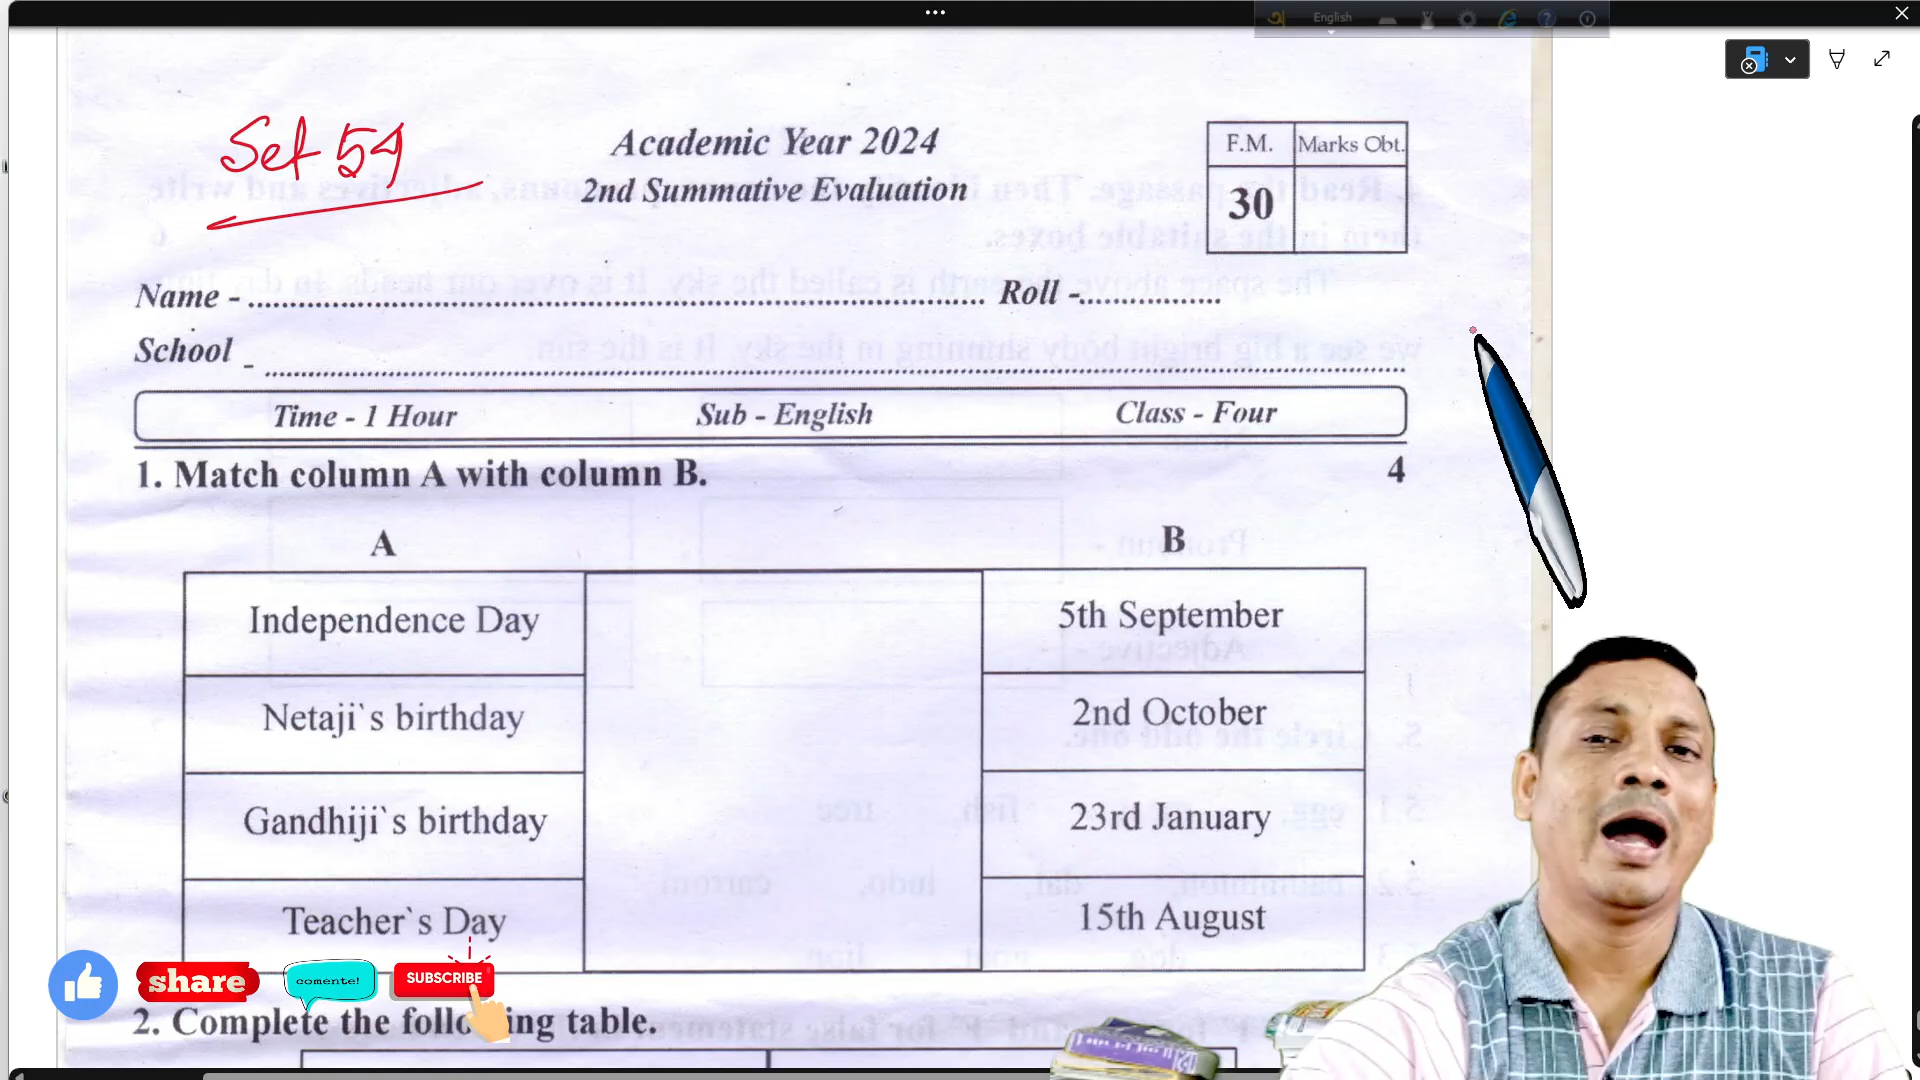 English
Set 54
Academic Year 2024
2nd Summative Evaluation
F.M. Marks Obt.
30
Name - Roll -
School -
Time - 1 Hour Sub - English Class - Four
1. Match column A with column B. 4
A B
Independence Day 5th September
Netaji`s birthday 2nd October
Gandhiji`s birthday 23rd January
Teacher`s Day 15th August
share comente! SUBSCRIBE
2. Complete the following table.